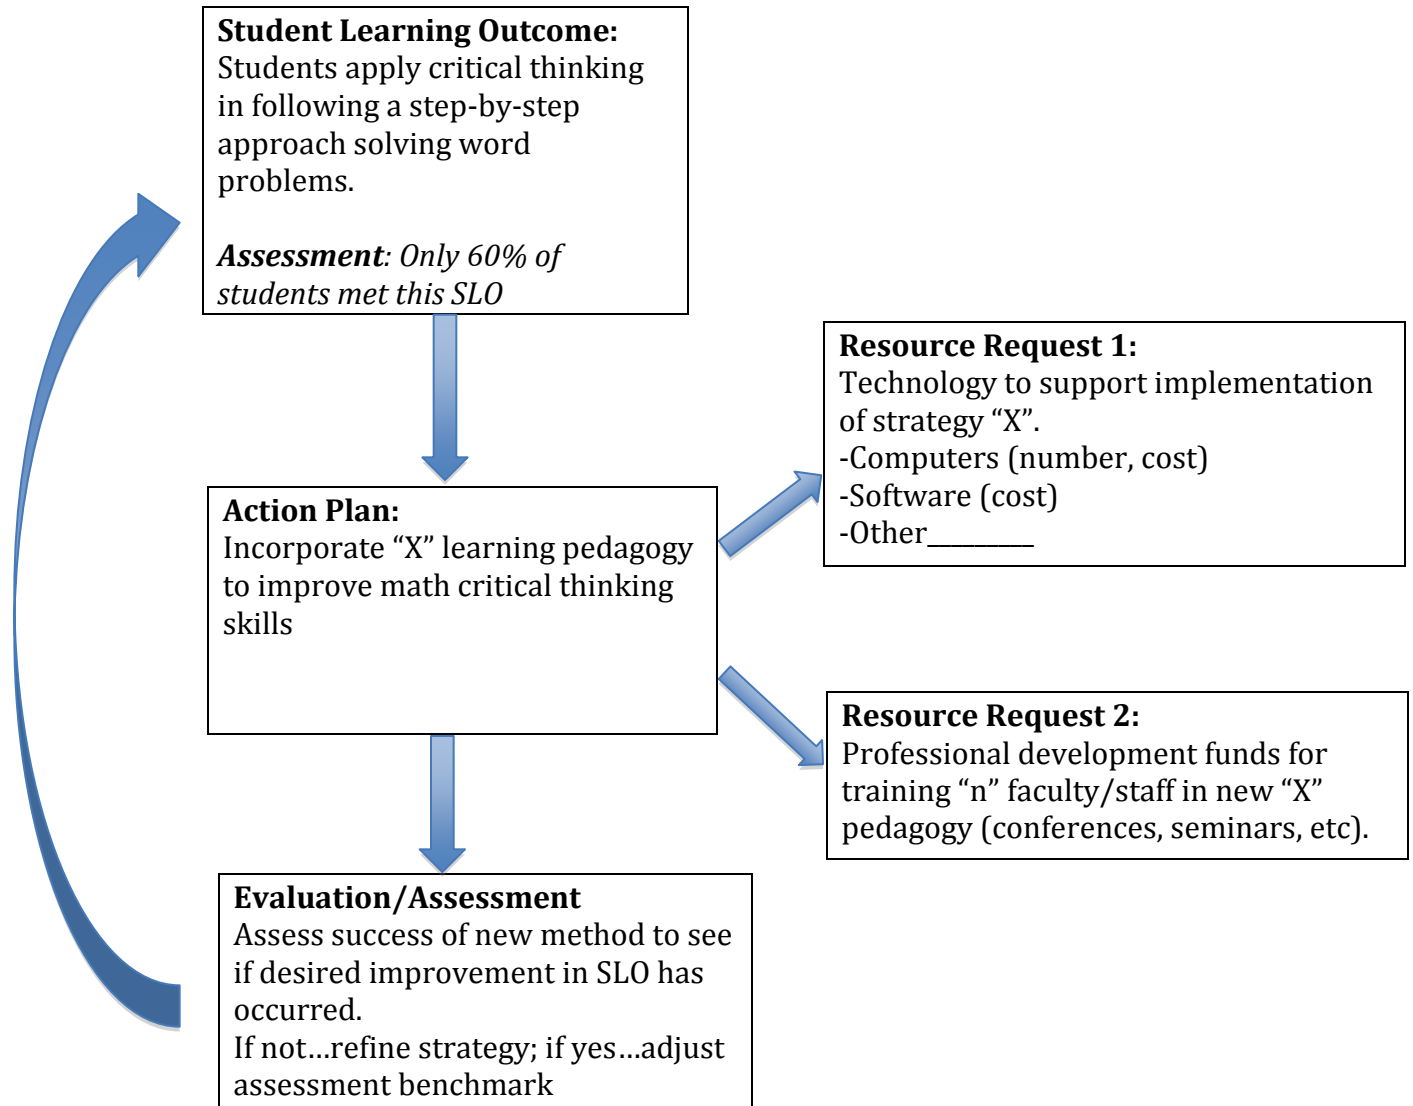 Student Learning Outcome:
Students apply critical thinking
in following a step-by-step
approach solving word
problems.
Assessment: Only 60% of
students met this SLO
Action Plan:
Incorporate “X” learning pedagogy
to improve math critical thinking
skills
Resource Request 1:
Technology to support implementation
of strategy “X”.
-Computers (number, cost)
-Software (cost)
-Other_________
Resource Request 2:
Professional development funds for
training “n” faculty/staff in new “X”
pedagogy (conferences, seminars, etc).
Evaluation/Assessment
Assess success of new method to see
if desired improvement in SLO has
occurred.
If not…refine strategy; if yes…adjust
assessment benchmark